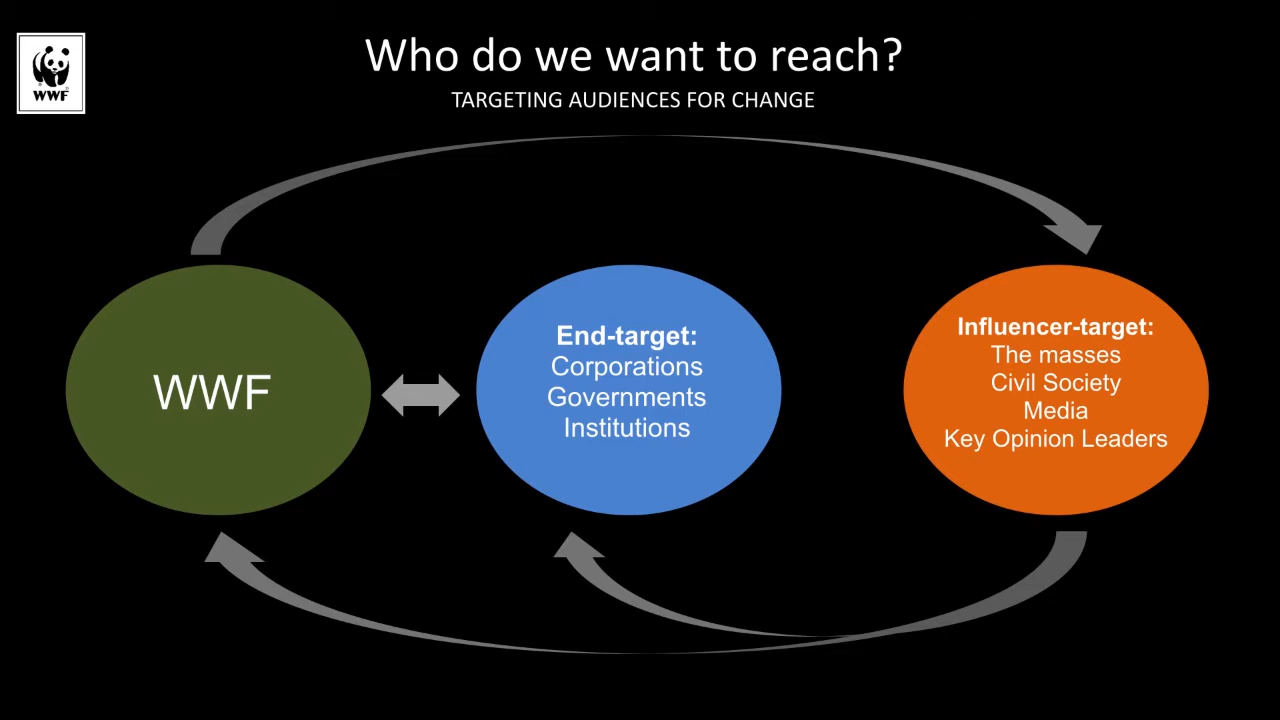 Who do we want to reach?
TARGETING AUDIENCES FOR CHANGE
WWF
WWF
End-target:
Corporations
Governments
Institutions
Influencer-target:
The masses
Civil Society
Media
Key Opinion Leaders